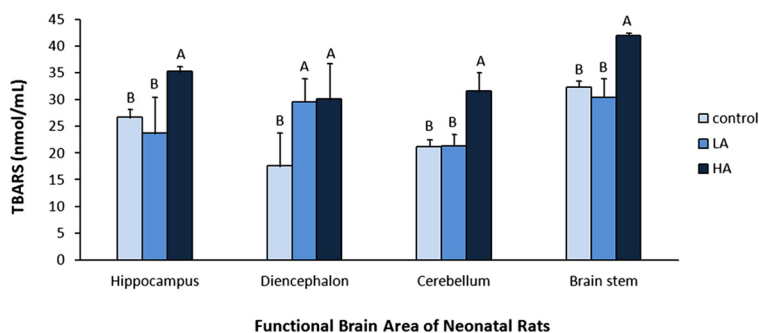 45
40
35
30
25
20
15
10
5
0
TBARS (nmol/mL)
B B A
B A A
B B A
B B A
control
LA
HA
Hippocampus Diencephalon Cerebellum Brain stem
Functional Brain Area of Neonatal Rats